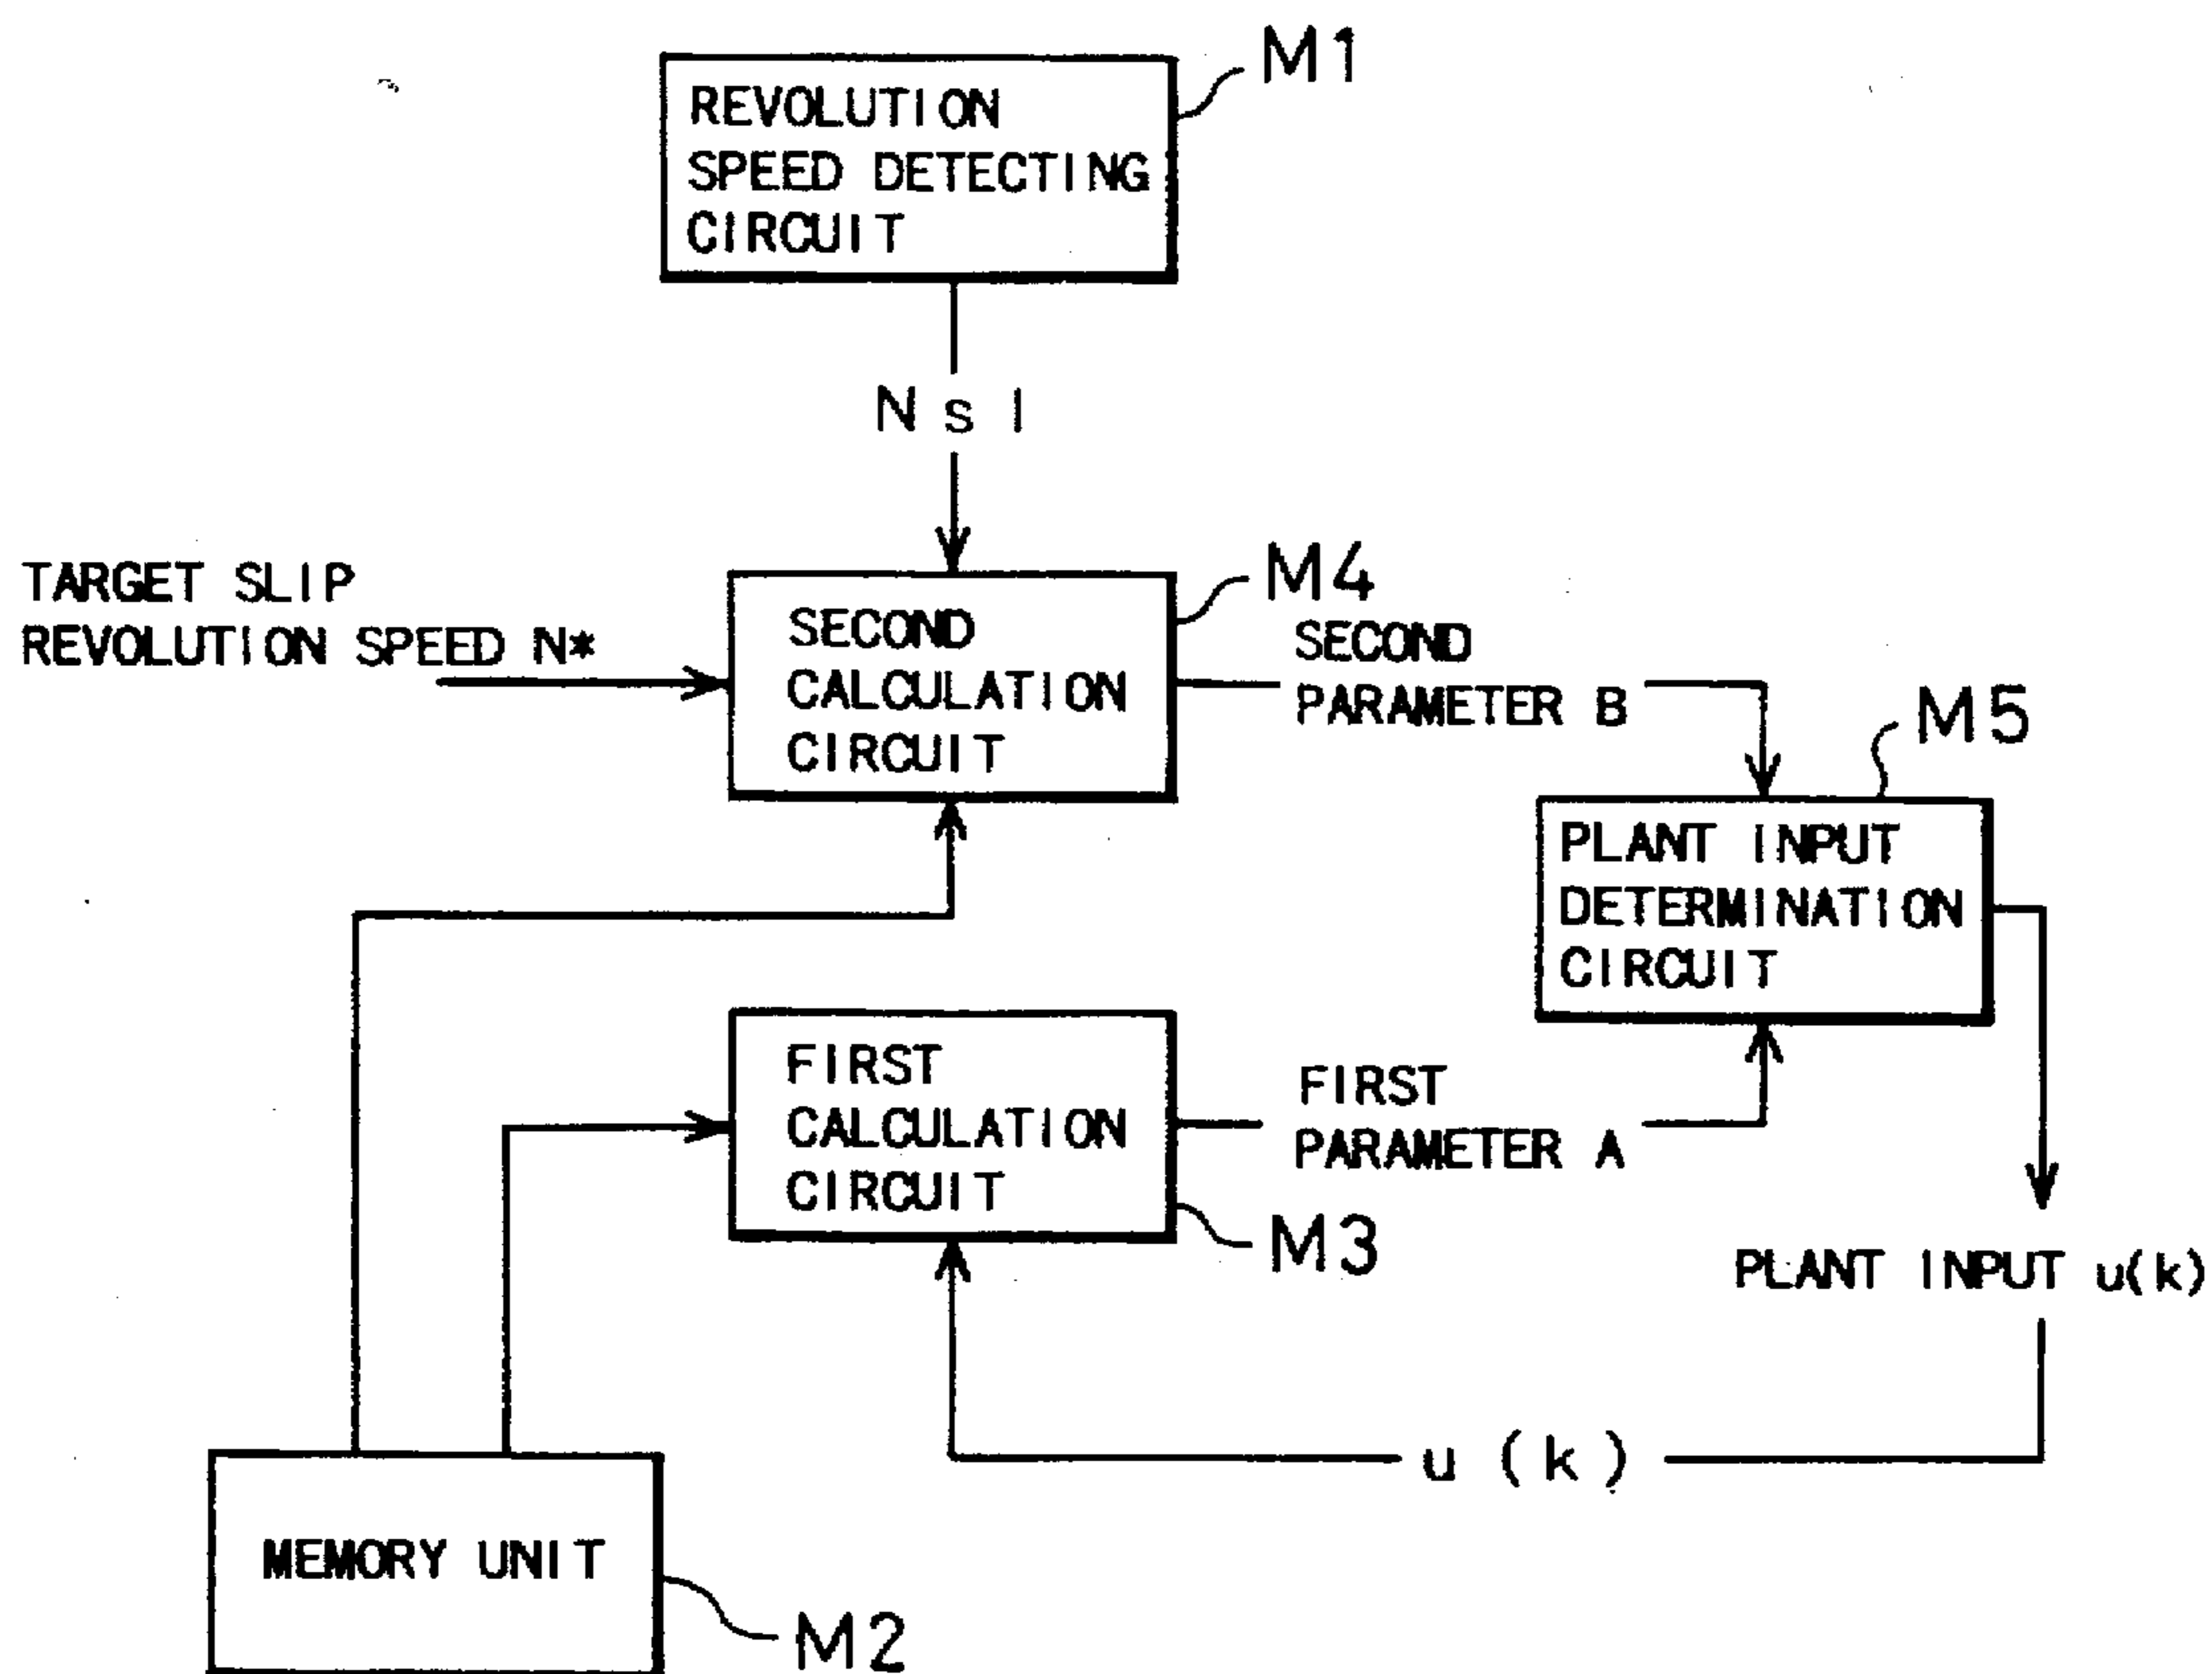 M1
REVOLUTION
SPEED DETECTING
CIRCUIT
Nsl
TARGET SLIP
REVOLUTION SPEED N*
M4
SECOND
CALCULATION
CIRCUIT
SECOND
PARAMETER B
M5
PLANT INPUT
DETERMINATION
CIRCUIT
FIRST
CALCULATION
CIRCUIT
FIRST
PARAMETER A
M3
PLANT INPUT u(k)
u (k)
MEMORY UNIT
M2